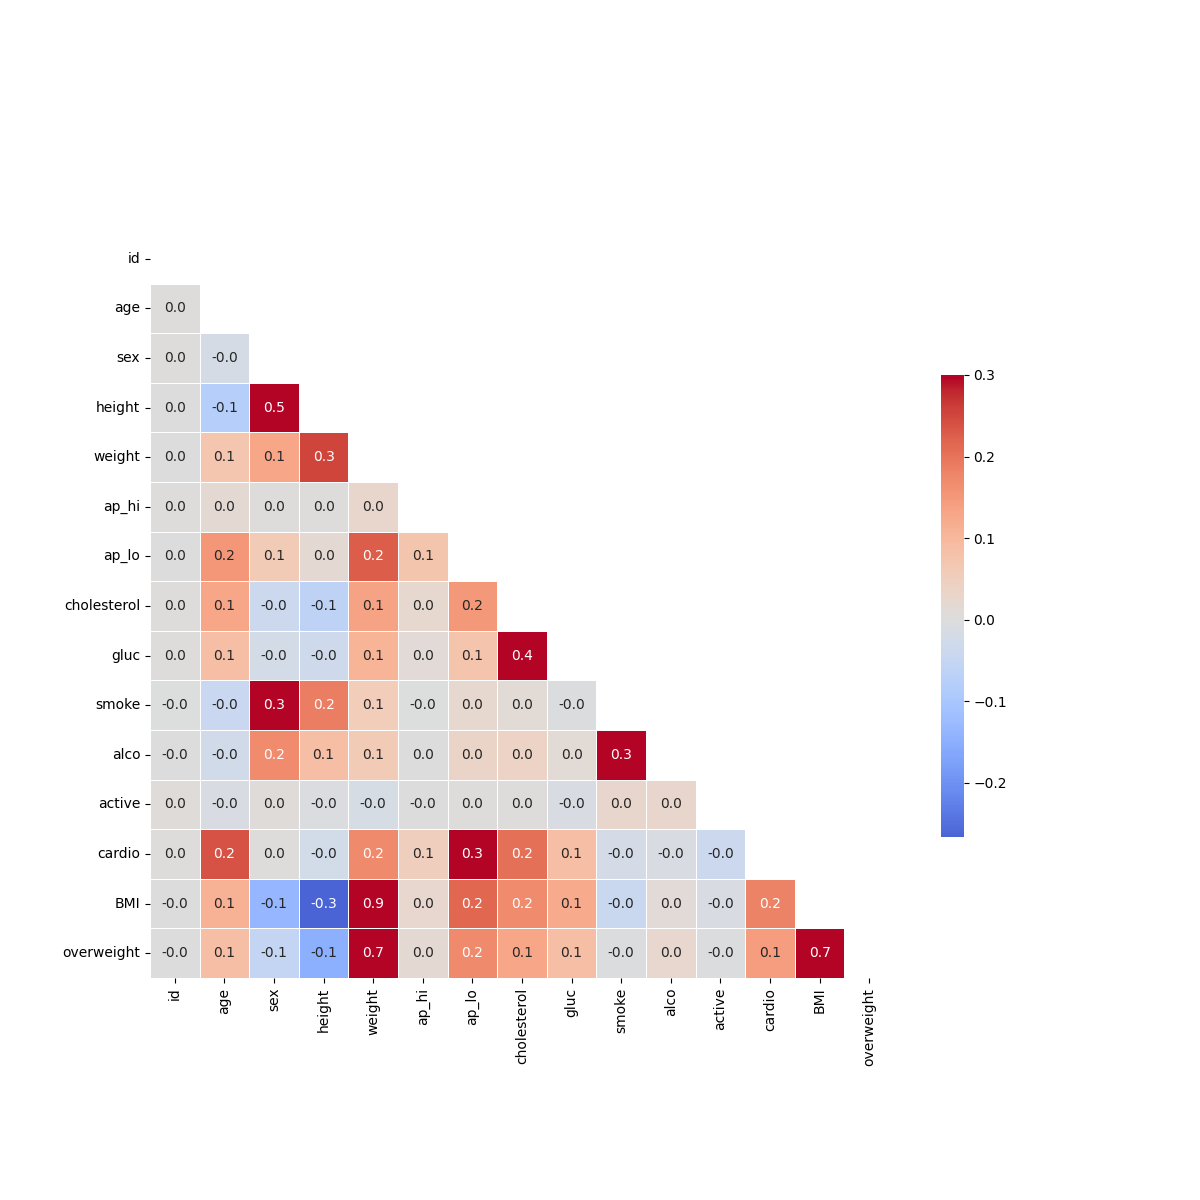 id
age 0.0
sex 0.0 -0.0
height 0.0 -0.1 0.5
weight 0.0 0.1 0.1 0.3
ap_hi 0.0 0.0 0.0 0.0 0.0
ap_lo 0.0 0.2 0.1 0.0 0.2 0.1
cholesterol 0.0 0.1 -0.0 -0.1 0.1 0.0 0.2
gluc 0.0 0.1 -0.0 -0.0 0.1 0.0 0.1 0.4
smoke -0.0 -0.0 0.3 0.2 0.1 -0.0 0.0 0.0 -0.0
alco -0.0 -0.0 0.2 0.1 0.1 0.0 0.0 0.0 0.0 0.3
active 0.0 -0.0 0.0 -0.0 -0.0 -0.0 0.0 0.0 -0.0 0.0 0.0
cardio 0.0 0.2 0.0 -0.0 0.2 0.1 0.3 0.2 0.1 -0.0 -0.0 -0.0
BMI -0.0 0.1 -0.1 -0.3 0.9 0.0 0.2 0.2 0.1 -0.0 0.0 -0.0 0.2
overweight -0.0 0.1 -0.1 -0.1 0.7 0.0 0.2 0.1 0.1 -0.0 0.0 -0.0 0.1 0.7
id age sex height weight ap_hi ap_lo cholesterol gluc smoke alco active cardio BMI overweight
0.3
0.2
0.1
0.0
−0.1
−0.2